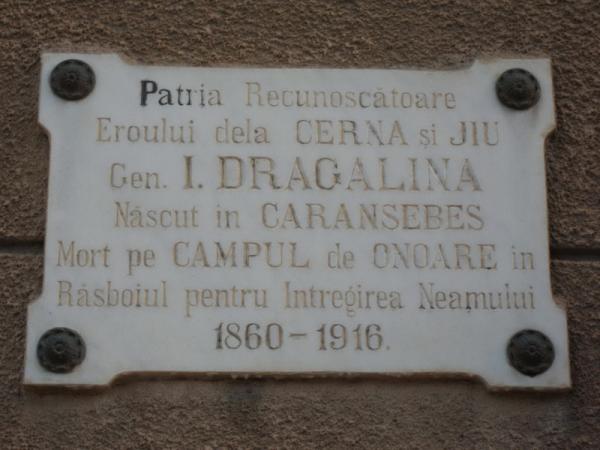 Patria Recunoscătoare
Eroului dela CERNA și JIU
Gen. I. DRAGALINA
Născut in CARANSEBES
Mort pe CAMPUL de ONOARE in
Răsboiul pentru Intregirea Neamului
1860-1916.